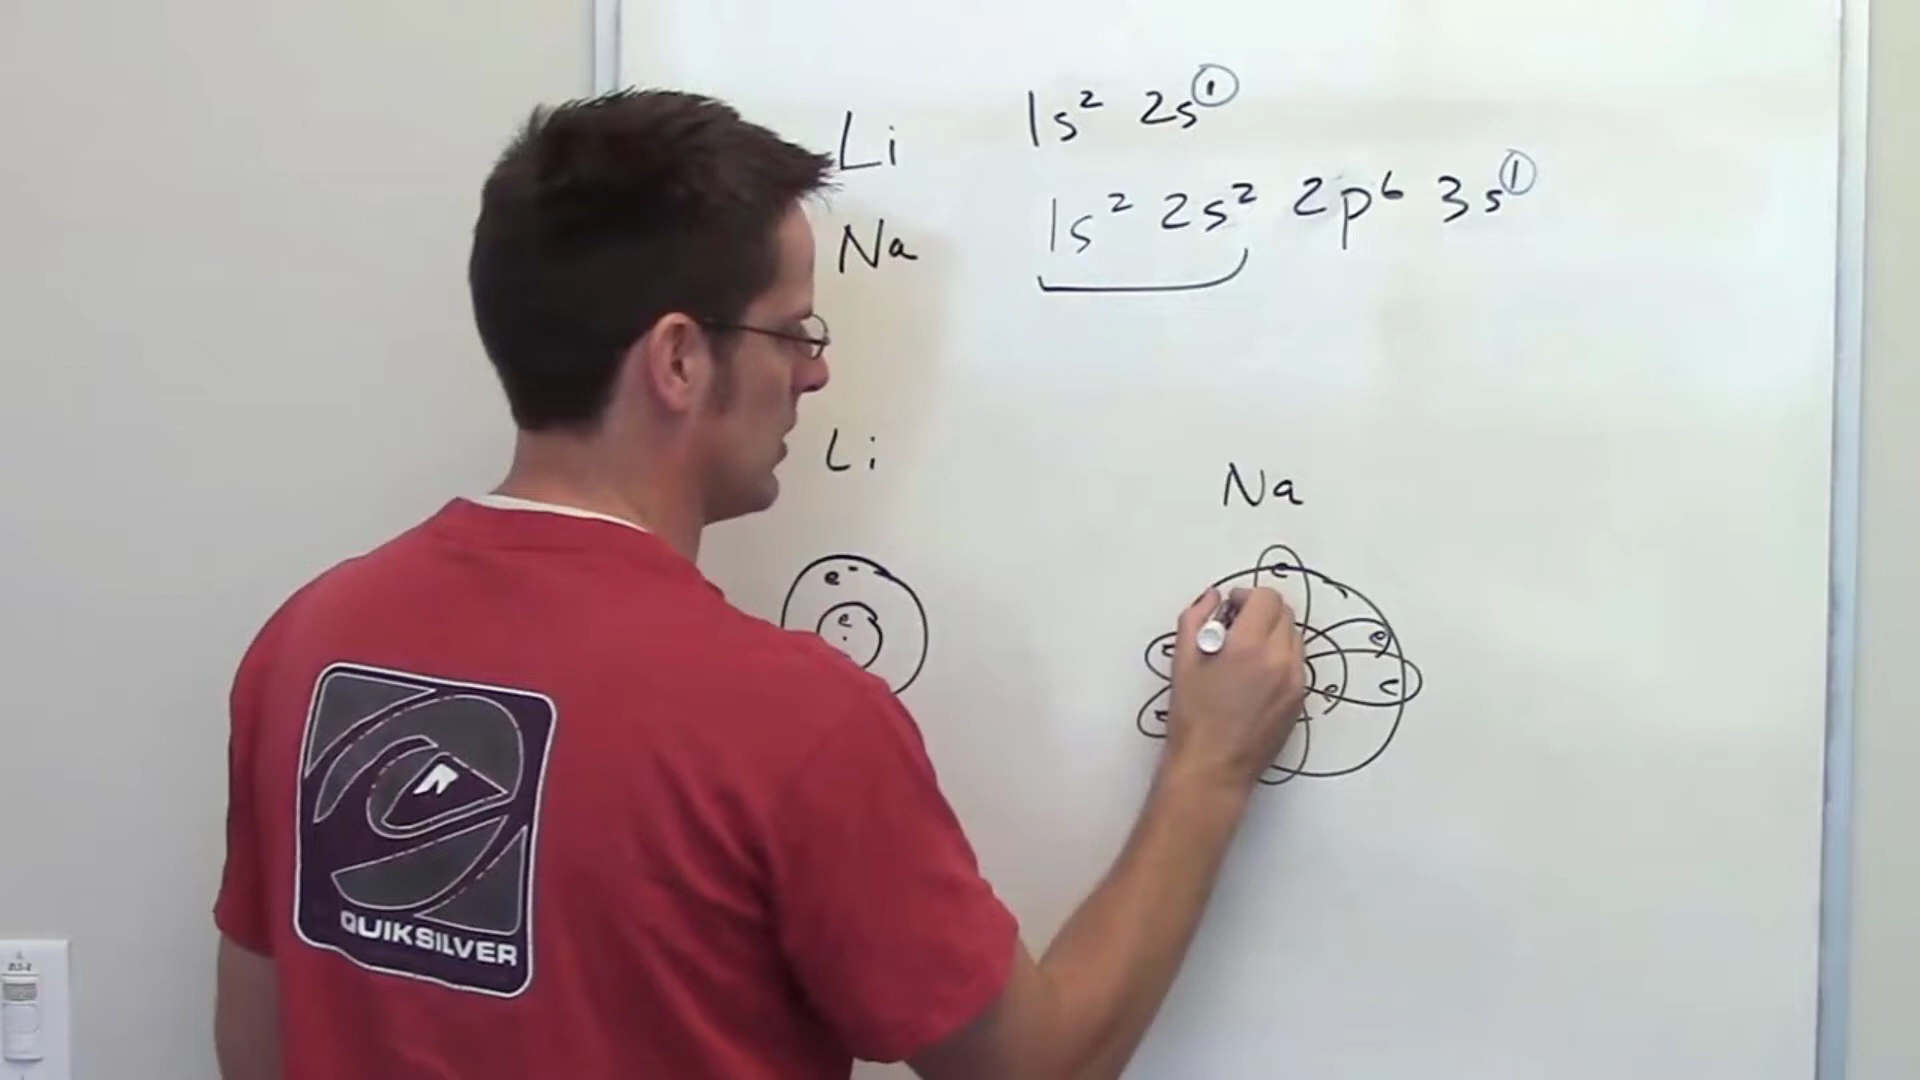 Li 1s² 2s¹
Na 1s² 2s² 2p⁶ 3s¹
Li
Na
e⁻
e
e
e
e
e
QUIKSILVER